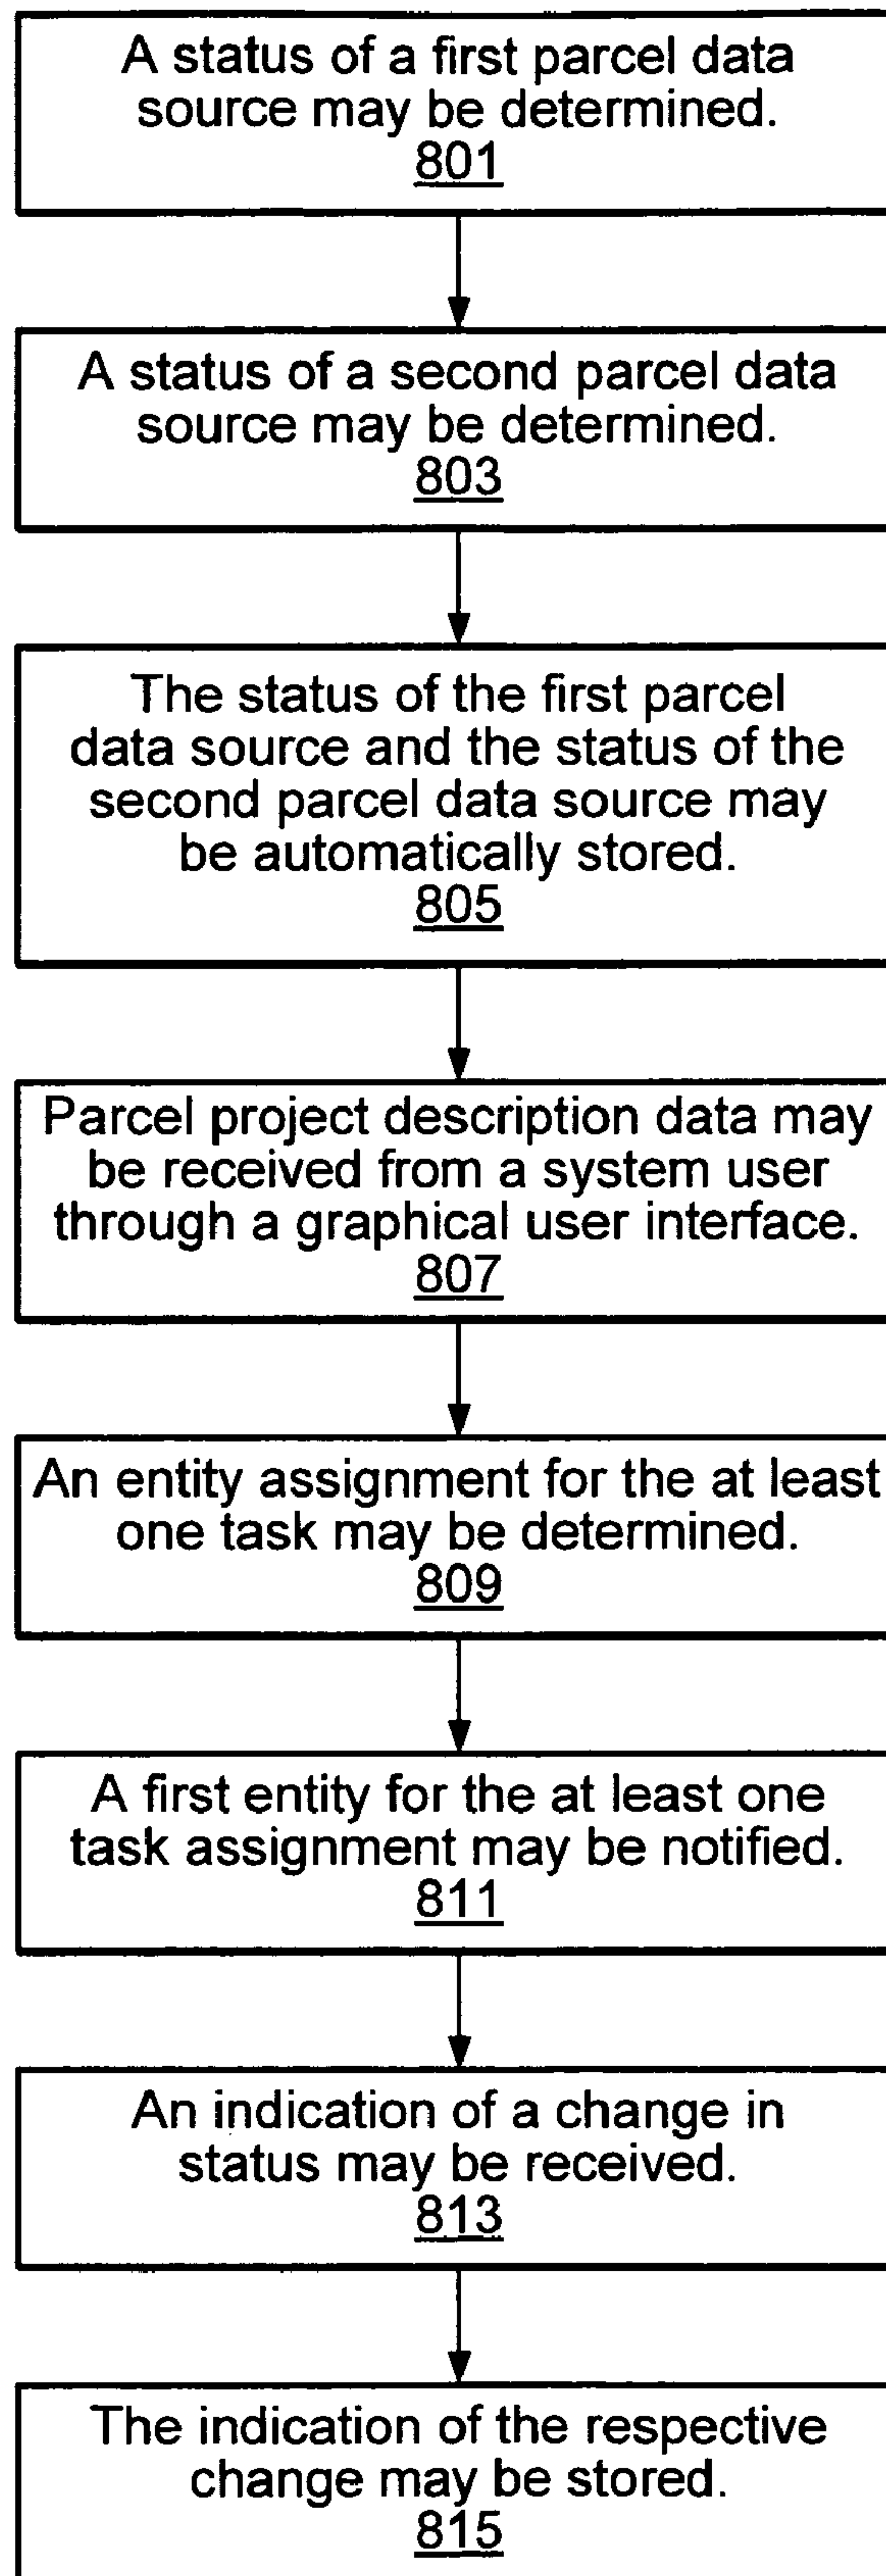 A status of a first parcel data
source may be determined.
801
A status of a second parcel data
source may be determined.
803
The status of the first parcel
data source and the status of the
second parcel data source may
be automatically stored.
805
Parcel project description data may
be received from a system user
through a graphical user interface.
807
An entity assignment for the at least
one task may be determined.
809
A first entity for the at least one
task assignment may be notified.
811
An indication of a change in
status may be received.
813
The indication of the respective
change may be stored.
815